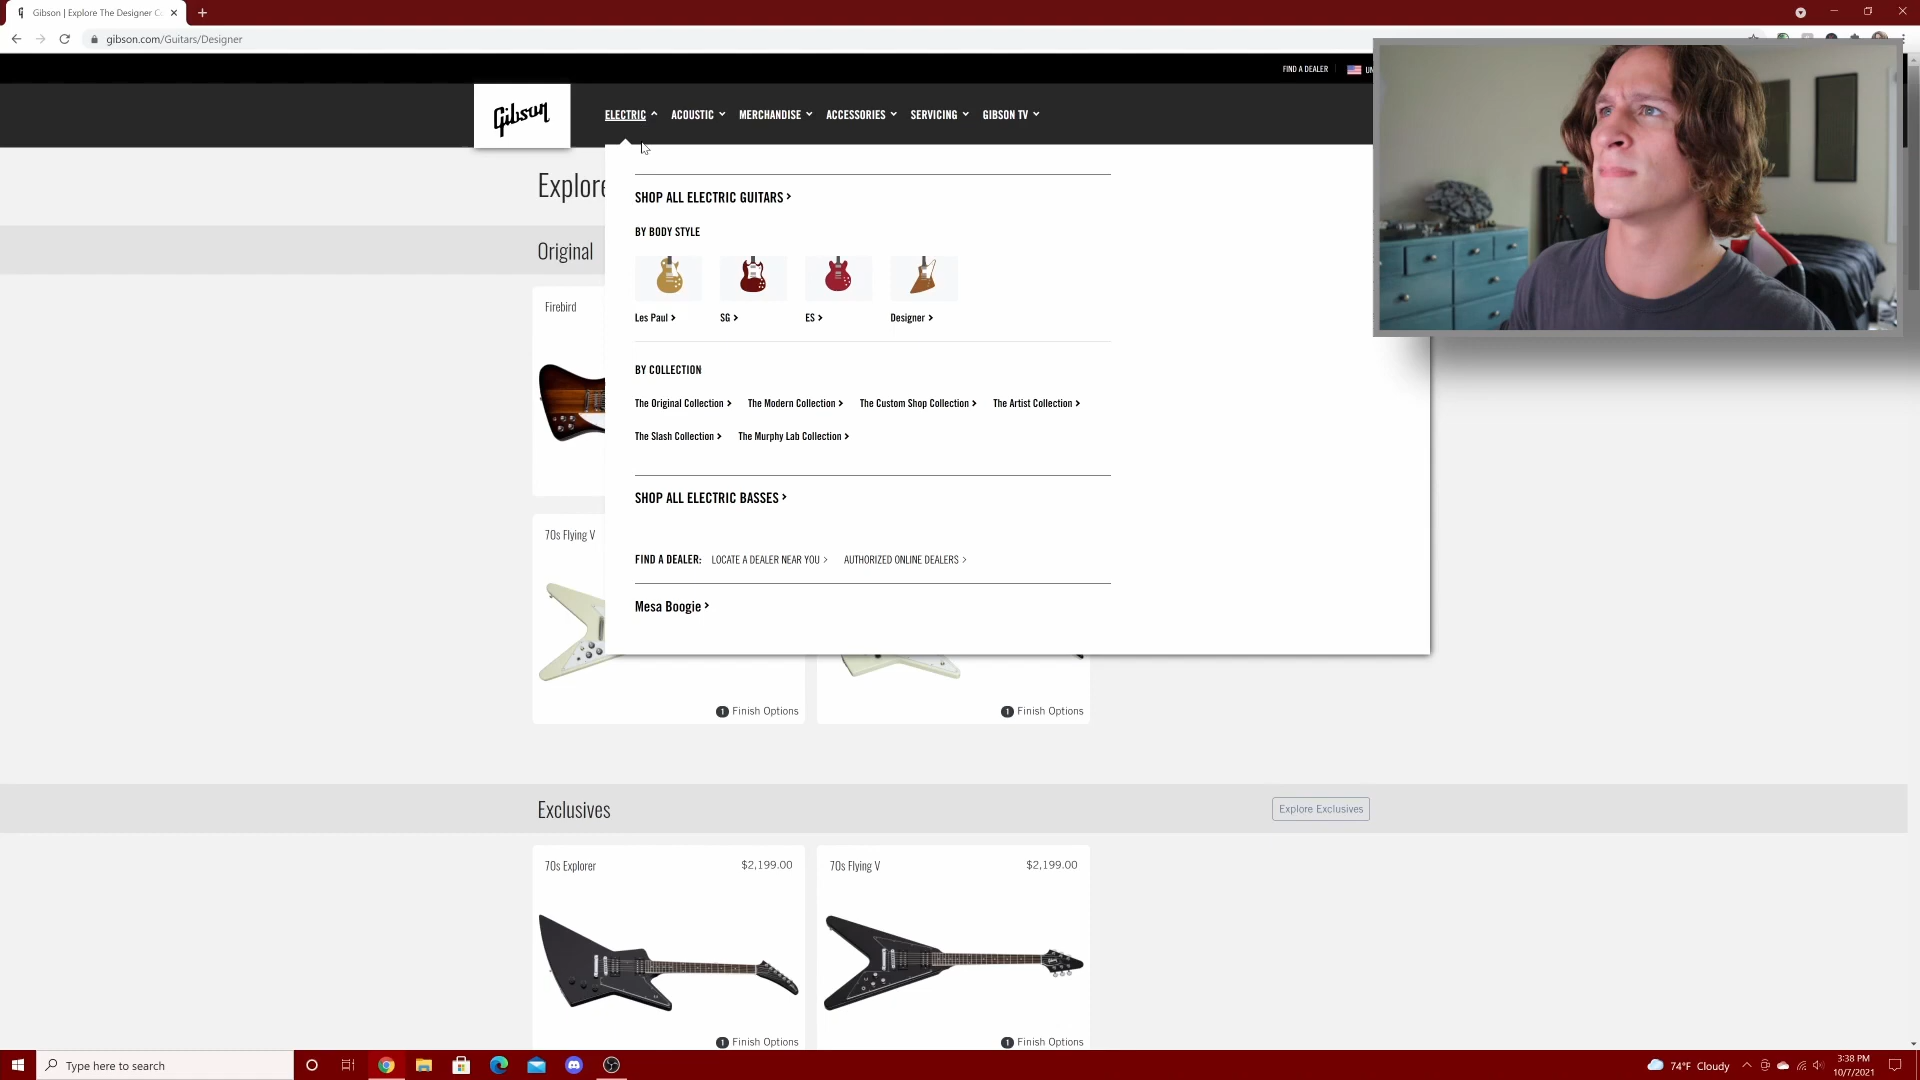 Gibson | Explore The Designer C
gibson.com/Guitars/Designer
FIND A DEALER
UN
Gibson
ELECTRIC ACOUSTIC MERCHANDISE ACCESSORIES SERVICING GIBSON TV
Explore
SHOP ALL ELECTRIC GUITARS
BY BODY STYLE
Original
Firebird
Les Paul SG ES Designer
BY COLLECTION
The Original Collection The Modern Collection The Custom Shop Collection The Artist Collection
The Slash Collection The Murphy Lab Collection
SHOP ALL ELECTRIC BASSES
70s Flying V
FIND A DEALER: LOCATE A DEALER NEAR YOU AUTHORIZED ONLINE DEALERS
Mesa Boogie
1 Finish Options 1 Finish Options
Exclusives
Explore Exclusives
70s Explorer $2,199.00 70s Flying V $2,199.00
1 Finish Options 1 Finish Options
Type here to search
74°F Cloudy
3:38 PM
10/7/2021